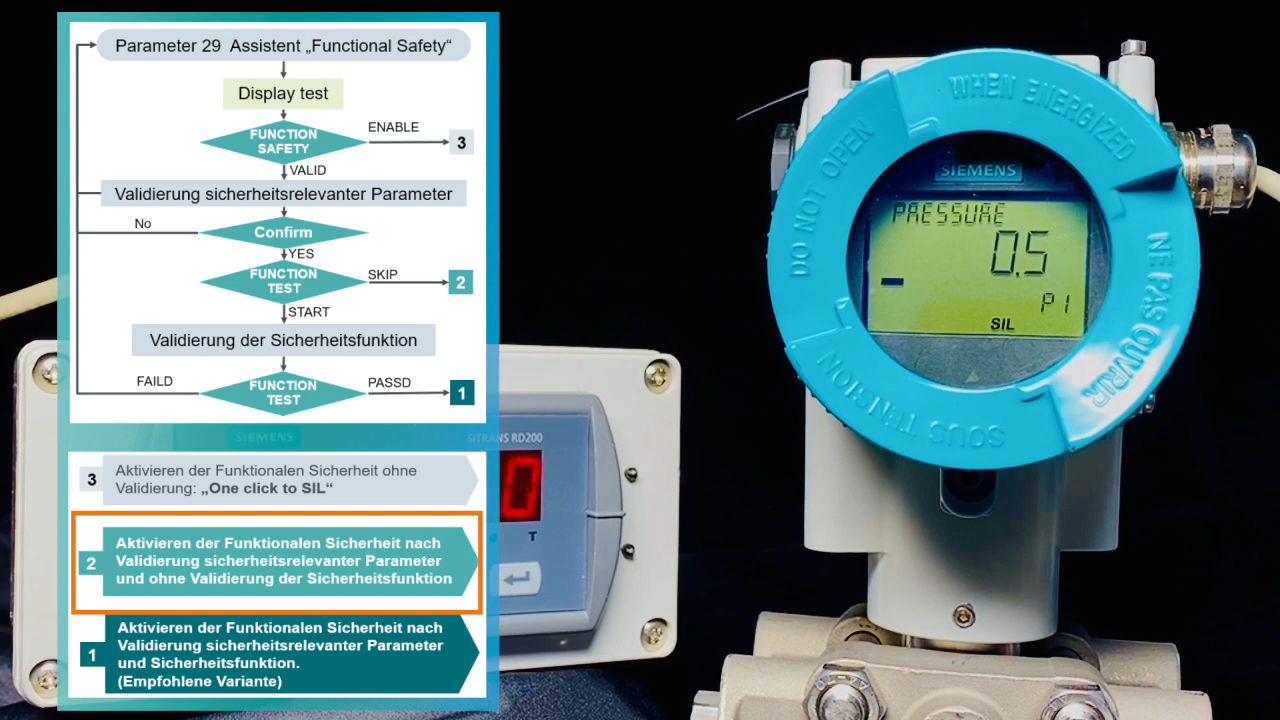 Parameter 29 Assistent „Functional Safety“
Display test
FUNCTION
SAFETY
ENABLE
3
VALID
Validierung sicherheitsrelevanter Parameter
No
Confirm
YES
FUNCTION
TEST
SKIP
2
START
Validierung der Sicherheitsfunktion
FAILD
FUNCTION
TEST
PASSD
1
SIEMENS
SITRANS RD200
3
Aktivieren der Funktionalen Sicherheit ohne
Validierung: „One click to SIL“
2
Aktivieren der Funktionalen Sicherheit nach
Validierung sicherheitsrelevanter Parameter
und ohne Validierung der Sicherheitsfunktion
1
Aktivieren der Funktionalen Sicherheit nach
Validierung sicherheitsrelevanter Parameter
und Sicherheitsfunktion.
(Empfohlene Variante)
0
T
DO NOT OPEN
WHEN ENERGIZED
NE PAS OUVRIR
SOUS TENSION
SIEMENS
PRESSURE
0.5
P1
SIL